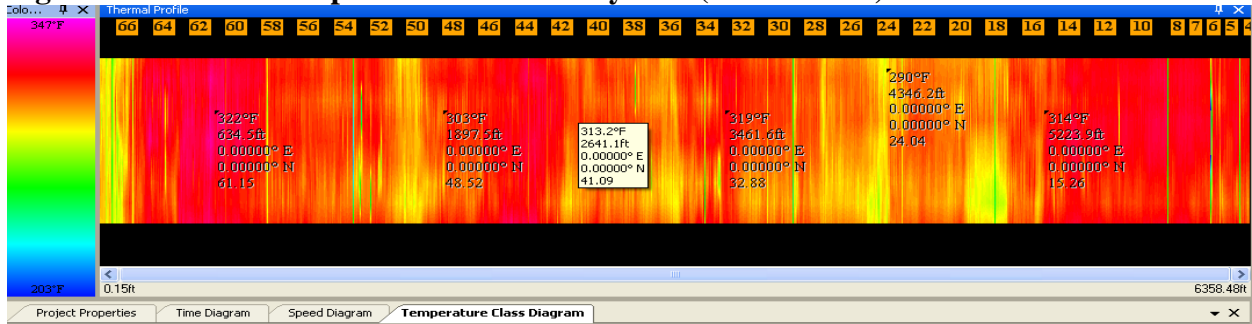 Colo...
Thermal Profile
347°F
66 64 62 60 58 56 54 52 50 48 46 44 42 40 38 36 34 32 30 28 26 24 22 20 18 16 14 12 10 8 7 6 5 4
322°F
634.5ft
0.00000° E
0.00000° N
61.15
303°F
1897.5ft
0.00000° E
0.00000° N
48.52
313.2°F
2641.1ft
0.00000° E
0.00000° N
41.09
319°F
3461.6ft
0.00000° E
0.00000° N
32.88
290°F
4346.2ft
0.00000° E
0.00000° N
24.04
314°F
5223.9ft
0.00000° E
0.00000° N
15.26
203°F
0.15ft
6358.48ft
Project Properties
Time Diagram
Speed Diagram
Temperature Class Diagram